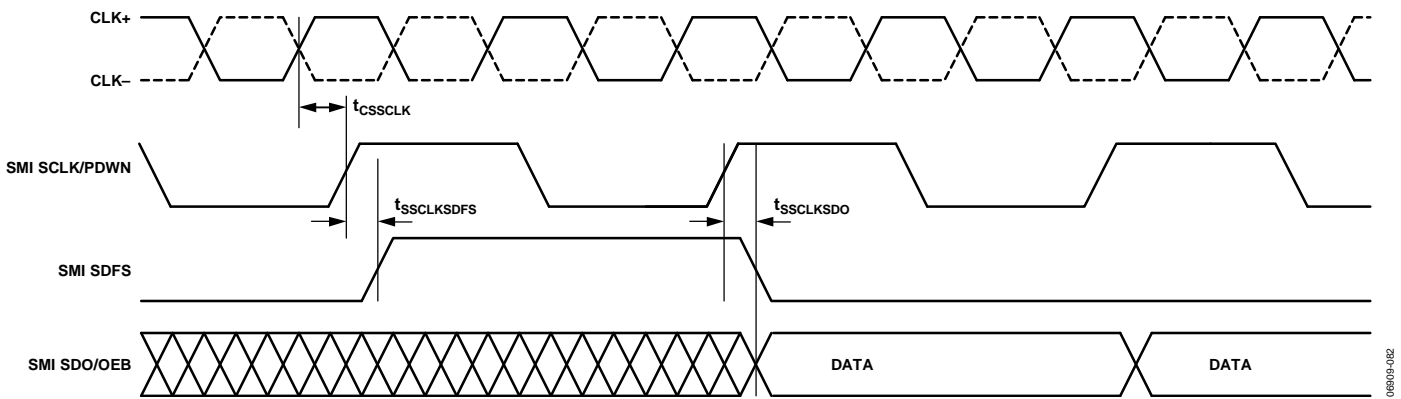 CLK+
CLK–
tCSSCLK
SMI SCLK/PDWN
tSSCLKSDFS
tSSCLKSDO
SMI SDFS
SMI SDO/OEB
DATA
DATA
06909-082